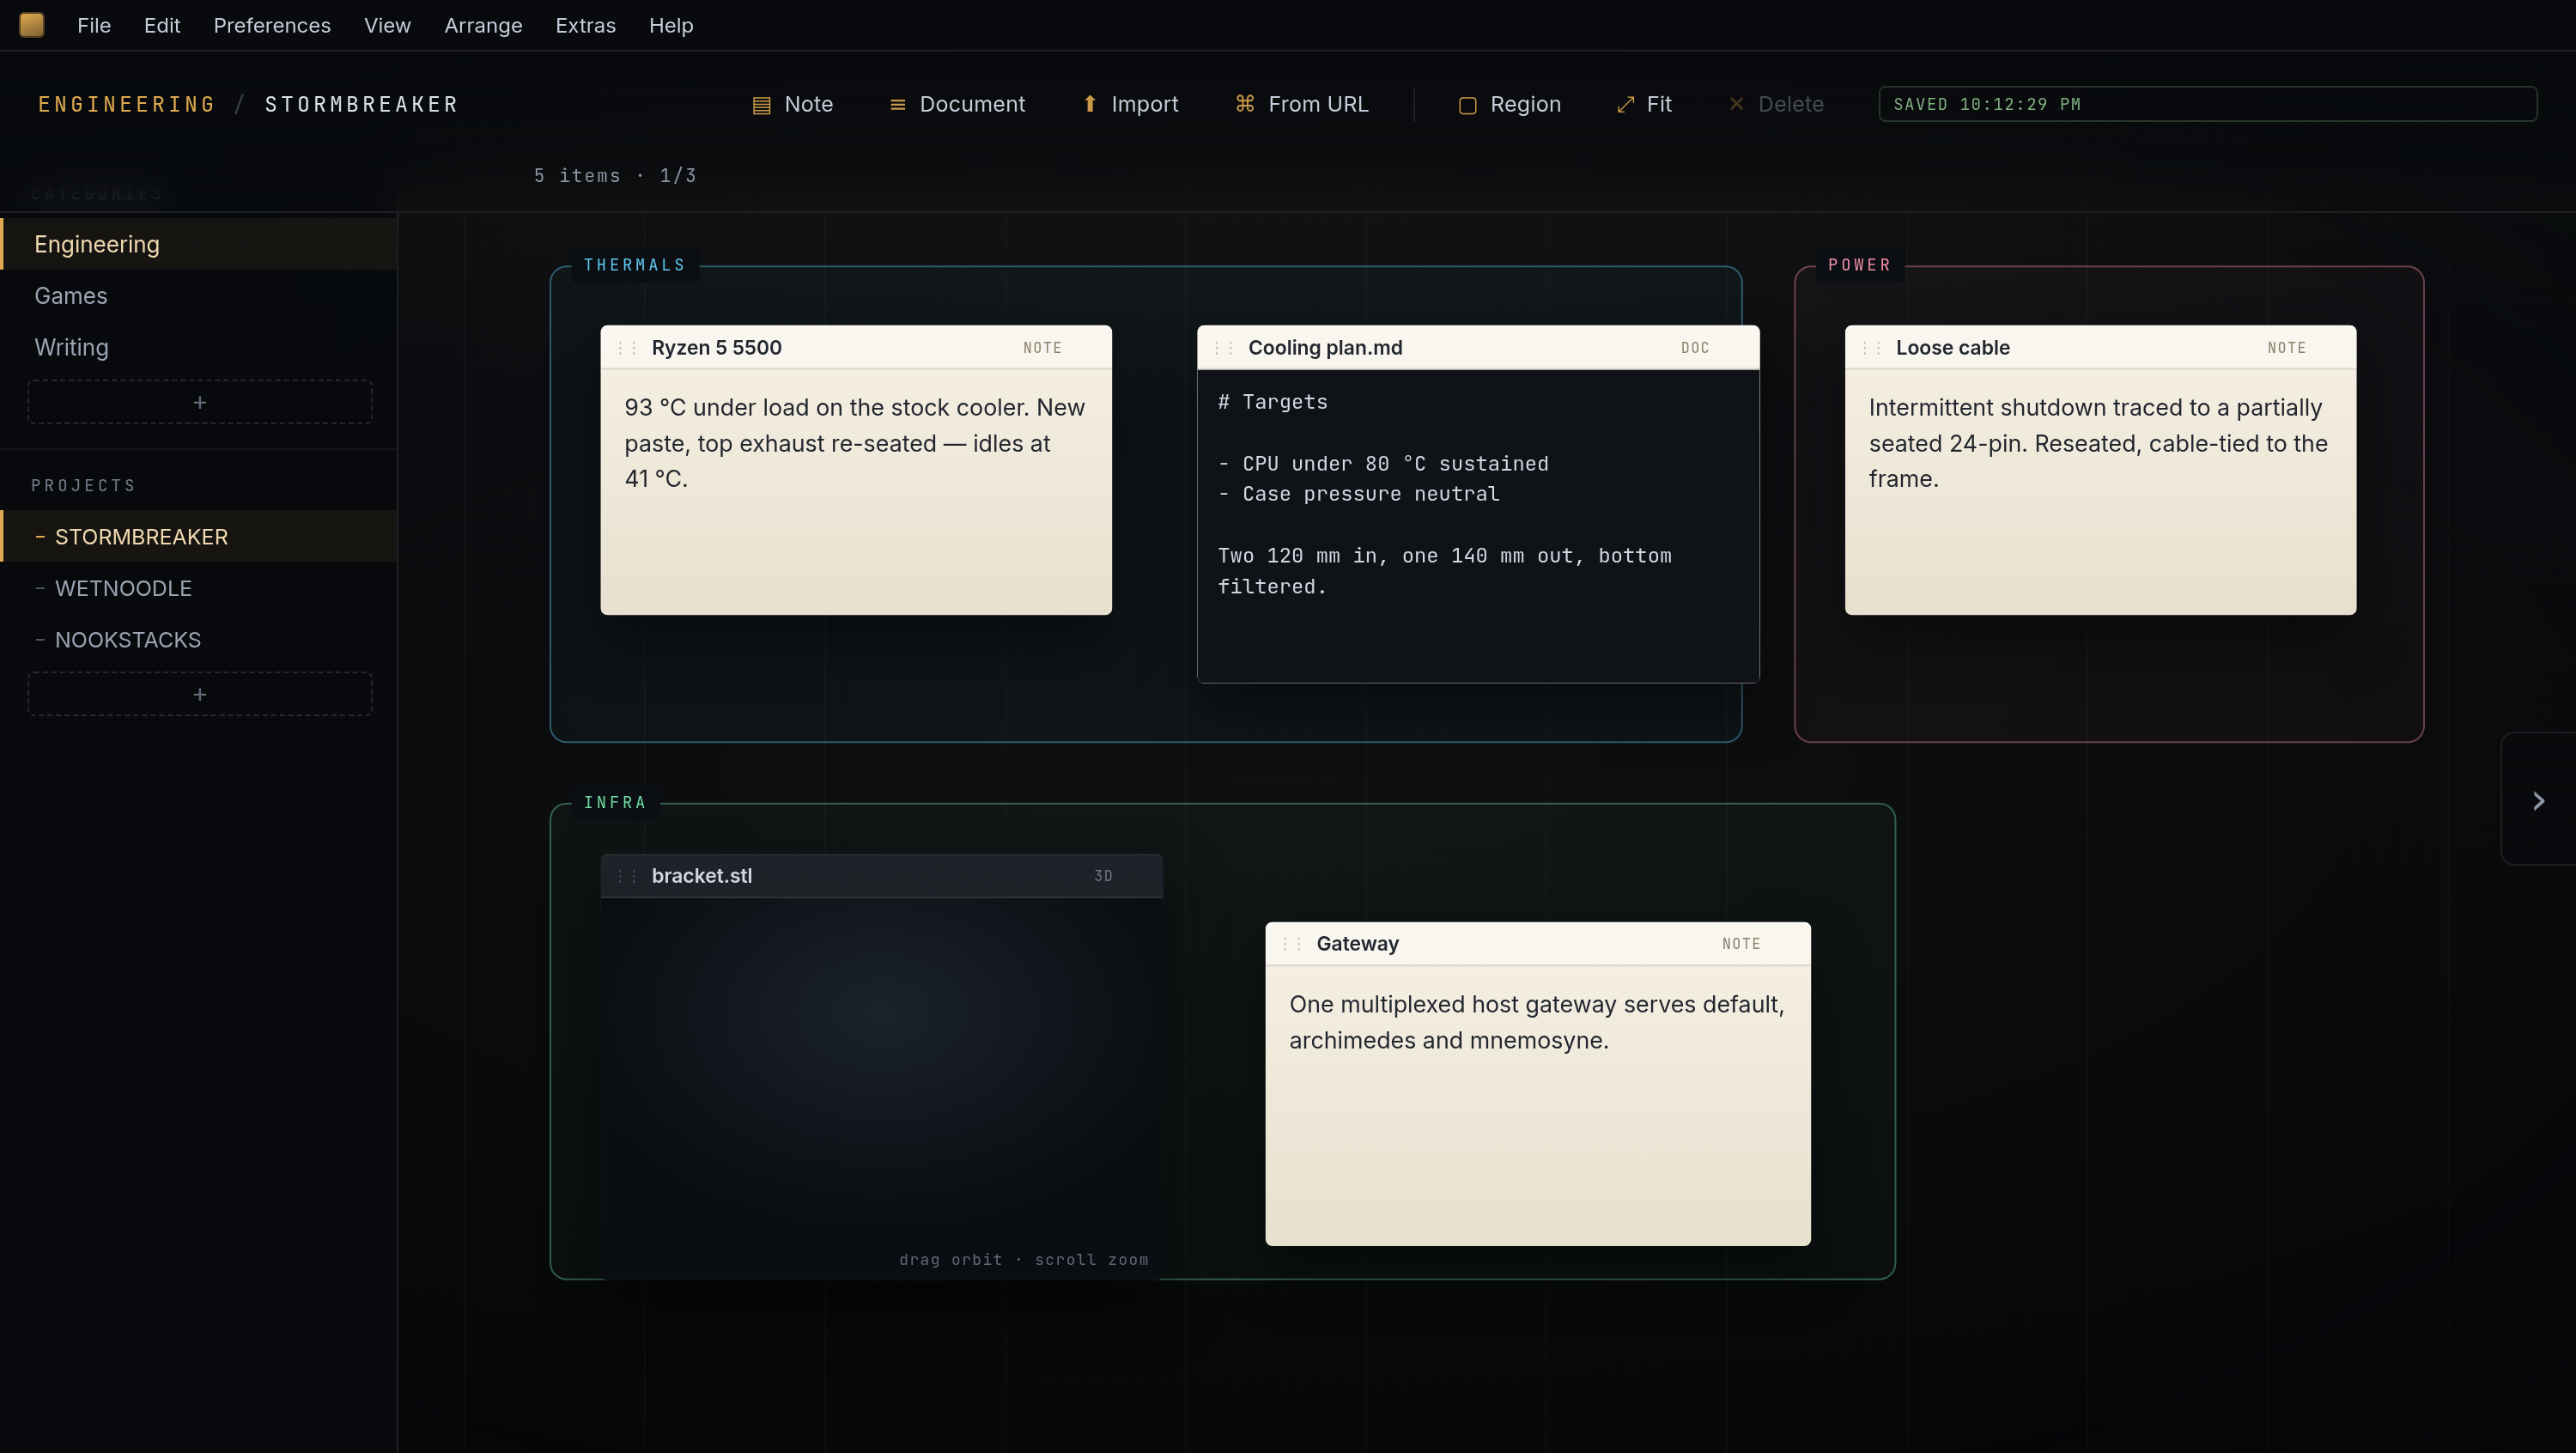 File Edit Preferences View Arrange Extras Help
ENGINEERING / STORMBREAKER
Note Document Import From URL Region Fit Delete
SAVED 10:12:29 PM
5 items · 1/3
CATEGORIES
Engineering
Games
Writing
+
PROJECTS
– STORMBREAKER
– WETNOODLE
– NOOKSTACKS
+
THERMALS
Ryzen 5 5500 NOTE
93 °C under load on the stock cooler. New
paste, top exhaust re-seated — idles at
41 °C.
Cooling plan.md DOC
# Targets
- CPU under 80 °C sustained
- Case pressure neutral
Two 120 mm in, one 140 mm out, bottom
filtered.
POWER
Loose cable NOTE
Intermittent shutdown traced to a partially
seated 24-pin. Reseated, cable-tied to the
frame.
INFRA
bracket.stl 3D
drag orbit · scroll zoom
Gateway NOTE
One multiplexed host gateway serves default,
archimedes and mnemosyne.